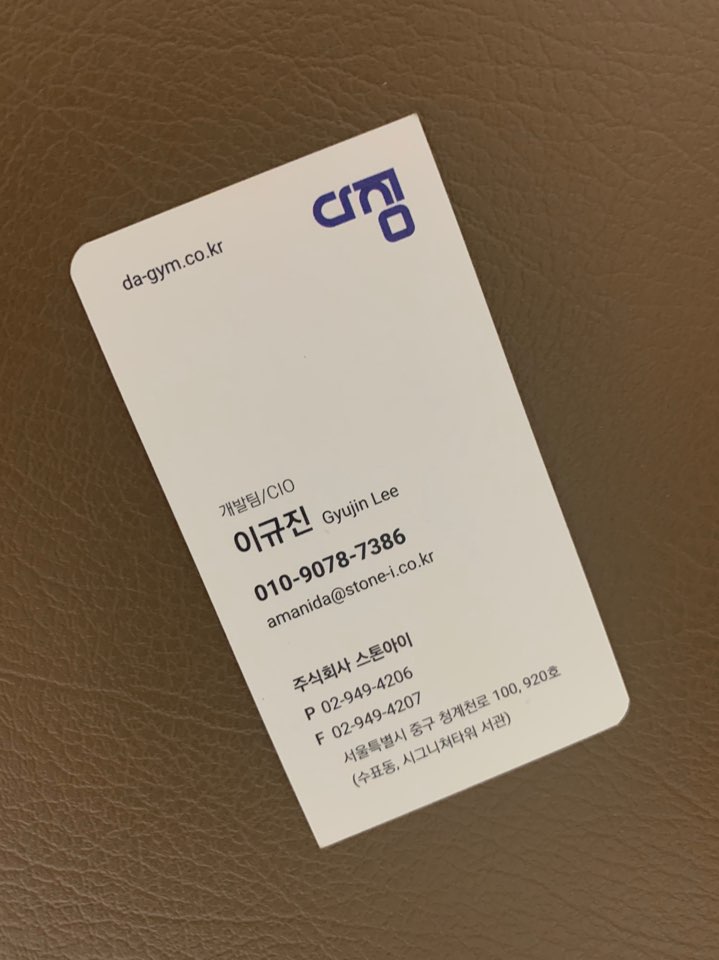 da-gym.co.kr
개발팀/CIO
이규진 Gyujin Lee
010-9078-7386
amanida@stone-i.co.kr
주식회사 스톤아이
P 02-949-4206
F 02-949-4207
서울특별시 중구 청계천로 100, 920호
(수표동, 시그니쳐타워 서관)